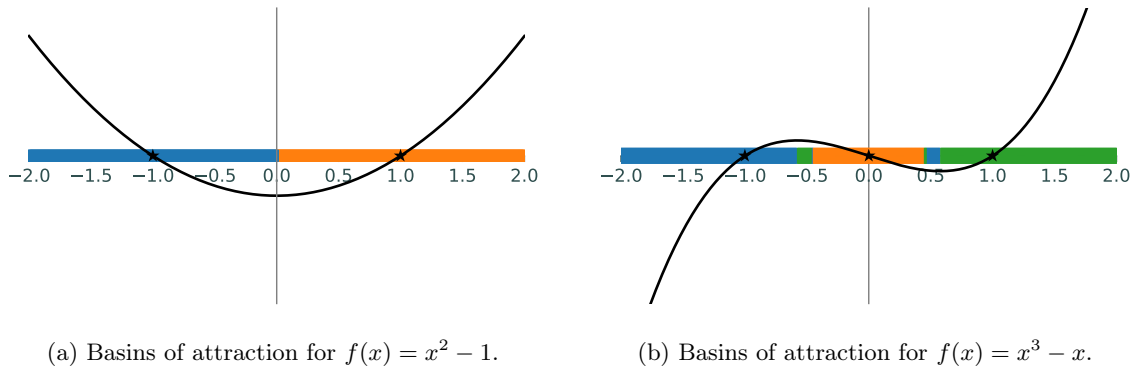 −2.0 −1.5 −1.0 −0.5 0.0 0.5 1.0 1.5 2.0
−2.0 −1.5 −1.0 −0.5 0.0 0.5 1.0 1.5 2.0
(a) Basins of attraction for f(x) = x² − 1.
(b) Basins of attraction for f(x) = x³ − x.